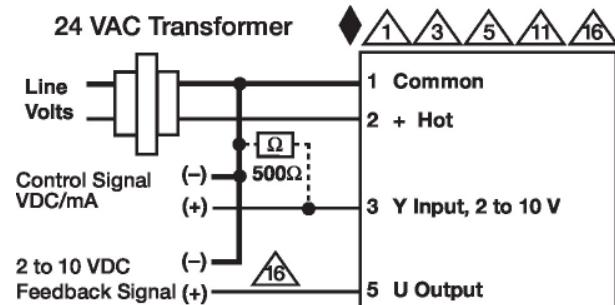 24 VAC Transformer
1 3 5 11 16
Line
Volts
1 Common
2 + Hot
Ω
500Ω
Control Signal (−)
VDC/mA (+)
3 Y Input, 2 to 10 V
2 to 10 VDC (−)
Feedback Signal (+)
16
5 U Output